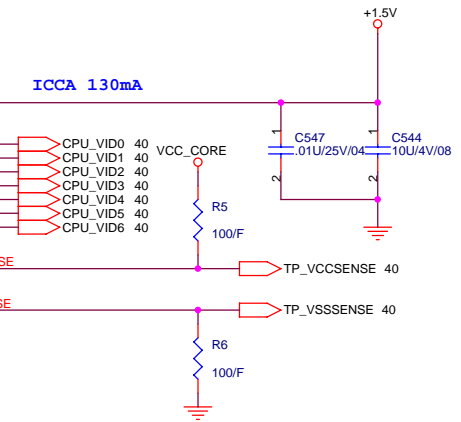 +1.5V
ICCA 130mA
1
1
C547
.01U/25V/04
C544
10U/4V/08
2
2
CPU_VID0 40
CPU_VID1 40
CPU_VID2 40
CPU_VID3 40
CPU_VID4 40
CPU_VID5 40
CPU_VID6 40
VCC_CORE
R5
100/F
SE
TP_VCCSENSE 40
SE
TP_VSSSENSE 40
R6
100/F